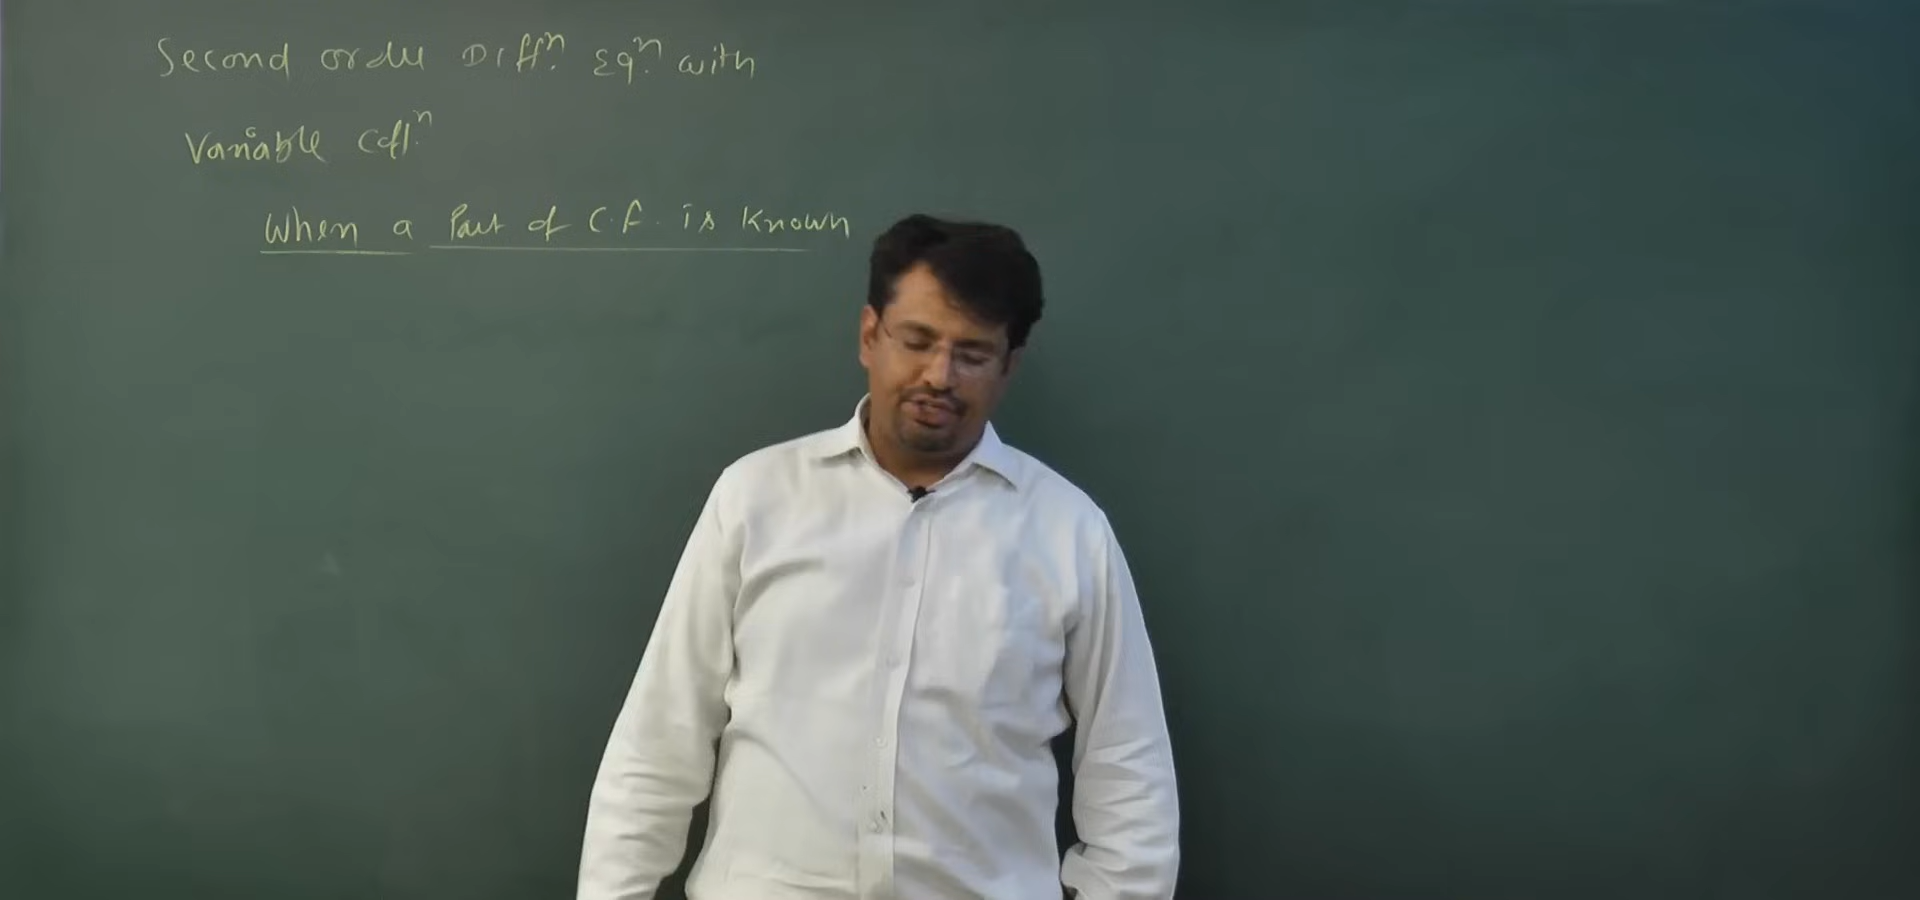 Second order Diffⁿ. Eqⁿ. with
Variable Coffⁿ.
When a Part of C.F. is Known